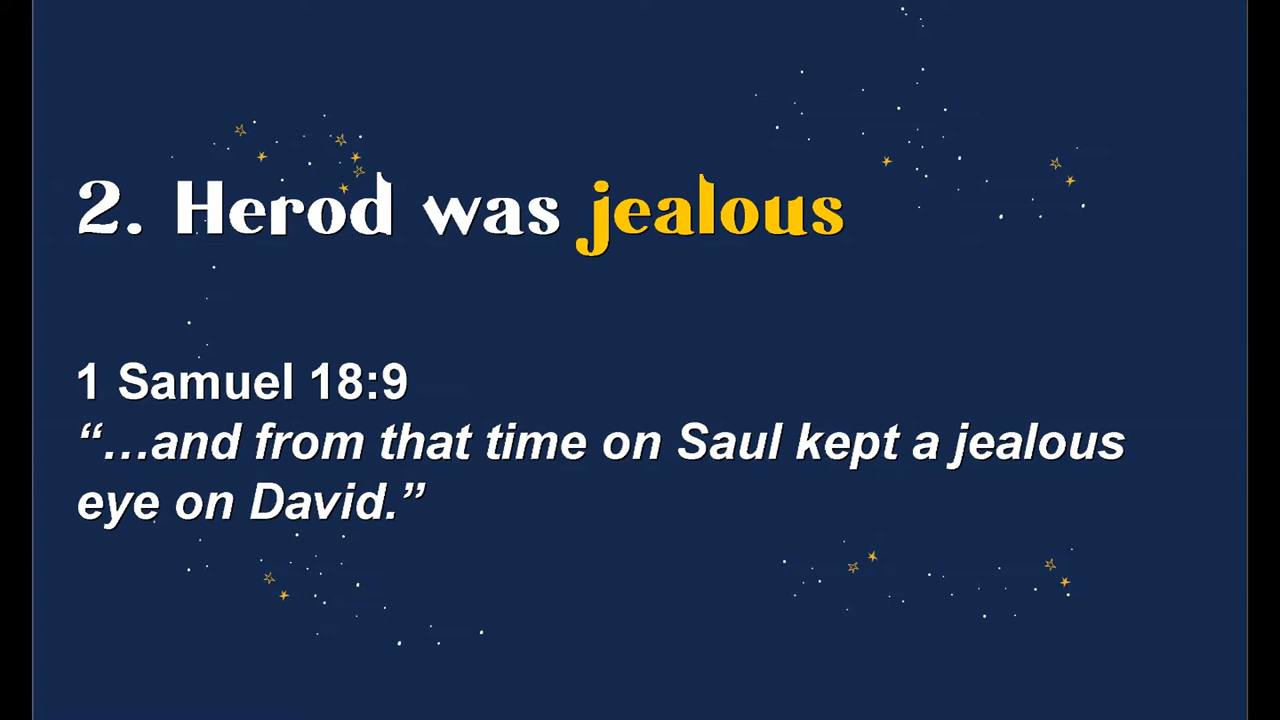 2. Herod was jealous
1 Samuel 18:9
“…and from that time on Saul kept a jealous
eye on David.”